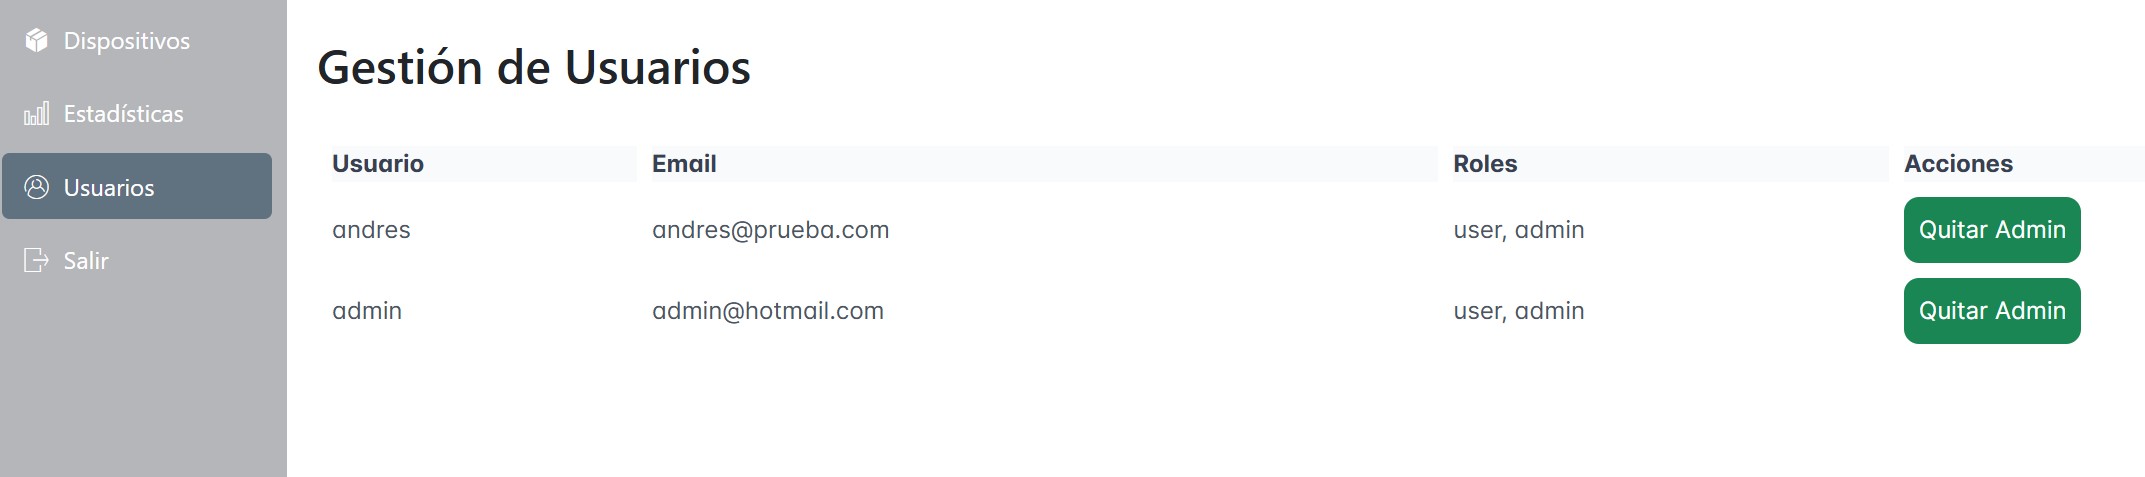 Dispositivos
Estadísticas
Usuarios
Salir
Gestión de Usuarios
Usuario Email Roles Acciones
andres andres@prueba.com user, admin Quitar Admin
admin admin@hotmail.com user, admin Quitar Admin